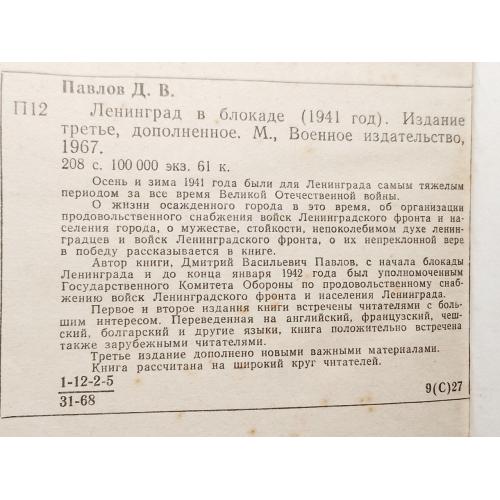 Павлов Д. В.
П12 Ленинград в блокаде (1941 год). Издание
третье, дополненное. М., Военное издательство,
1967.
208 с. 100 000 экз. 61 к.
Осень и зима 1941 года были для Ленинграда самым тяжелым
периодом за все время Великой Отечественной войны.
О жизни осажденного города в это время, об организации
продовольственного снабжения войск Ленинградского фронта и на-
селения города, о мужестве, стойкости, непоколебимом духе ленин-
градцев и войск Ленинградского фронта, о их непреклонной вере
в победу рассказывается в книге.
Автор книги, Дмитрий Васильевич Павлов, с начала блокады
Ленинграда и до конца января 1942 года был уполномоченным
Государственного Комитета Обороны по продовольственному снаб-
жению войск Ленинградского фронта и населения Ленинграда.
Первое и второе издания книги встречены читателями с боль-
шим интересом. Переведенная на английский, французский, чеш-
ский, болгарский и другие языки, книга положительно встречена
также зарубежными читателями.
Третье издание дополнено новыми важными материалами.
Книга рассчитана на широкий круг читателей.
1-12-2-5
31-68
9(С)27